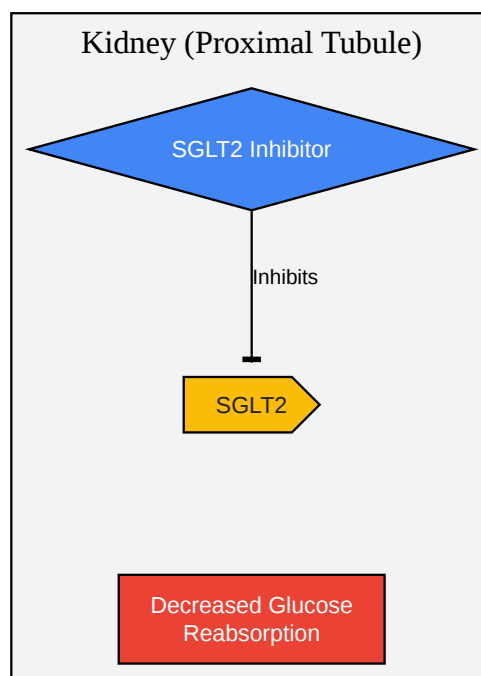 Kidney (Proximal Tubule)
SGLT2 Inhibitor
Inhibits
SGLT2
Decreased Glucose
Reabsorption